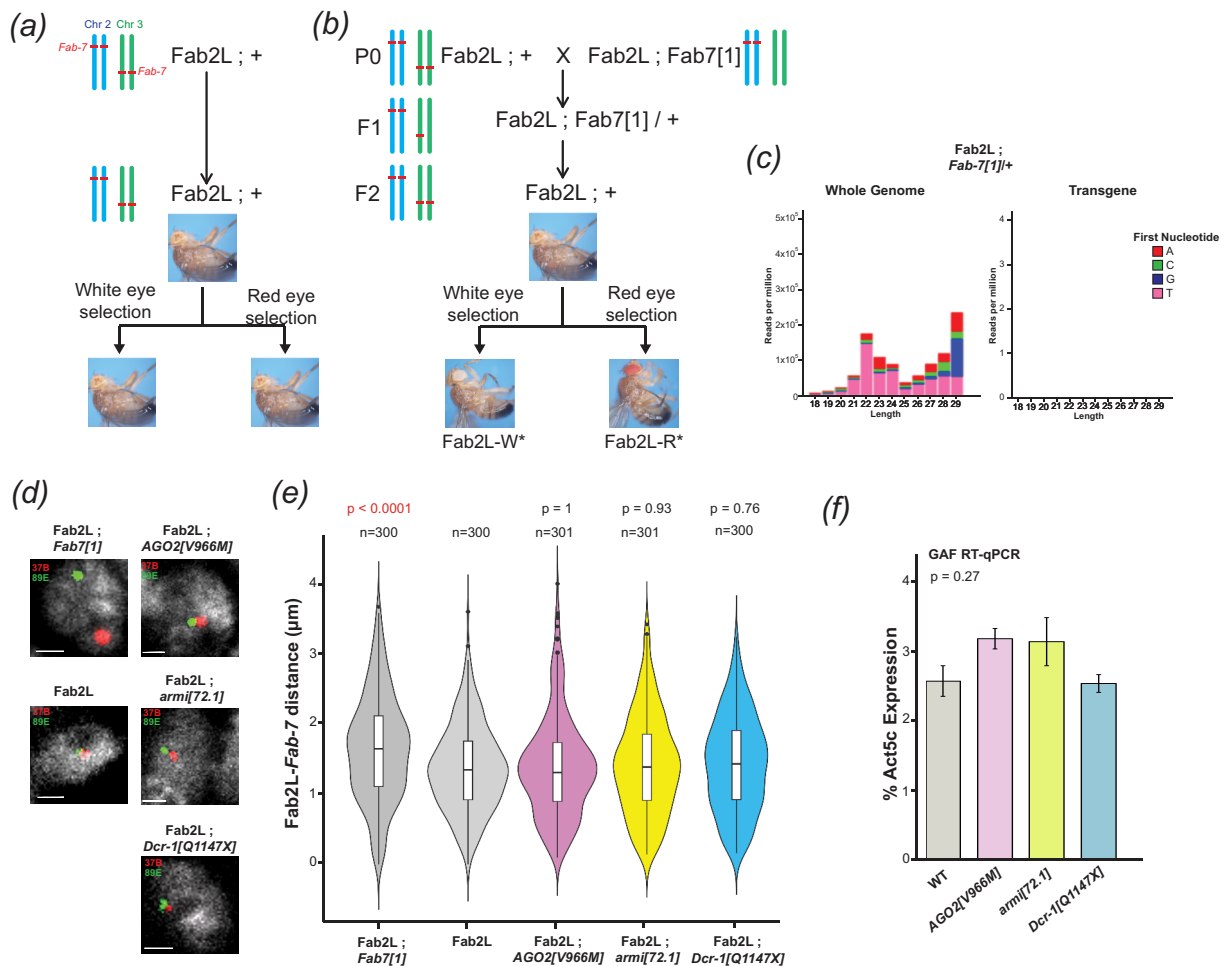 (a)
Chr 2 Chr 3
Fab-7
Fab-7
Fab2L ; +
Fab2L ; +
White eye
selection
Red eye
selection
(b)
P0
Fab2L ; + X Fab2L ; Fab7[1]
F1
Fab2L ; Fab7[1] / +
F2
Fab2L ; +
White eye
selection
Red eye
selection
Fab2L-W*
Fab2L-R*
(c)
Fab2L ;
Fab-7[1]/+
Whole Genome
Transgene
Reads per million
5x10⁵
4x10⁵
3x10⁵
2x10⁵
1x10⁵
0
18 19 20 21 22 23 24 25 26 27 28 29
Length
Reads per million
4
3
2
1
0
18 19 20 21 22 23 24 25 26 27 28 29
Length
First Nucleotide
A
C
G
T
(d)
Fab2L ;
Fab7[1]
37B
89E
Fab2L ;
AGO2[V966M]
37B
89E
Fab2L
37B
89E
Fab2L ;
armi[72.1]
37B
89E
Fab2L ;
Dcr-1[Q1147X]
37B
89E
(e)
p < 0.0001 p = 1 p = 0.93 p = 0.76
n=300 n=300 n=301 n=301 n=300
Fab2L-Fab-7 distance (μm)
4
3
2
1
0
Fab2L ;
Fab7[1]
Fab2L
Fab2L ;
AGO2[V966M]
Fab2L ;
armi[72.1]
Fab2L ;
Dcr-1[Q1147X]
(f)
GAF RT-qPCR
p = 0.27
% Act5c Expression
4
3
2
1
0
WT
AGO2[V966M]
armi[72.1]
Dcr-1[Q1147X]